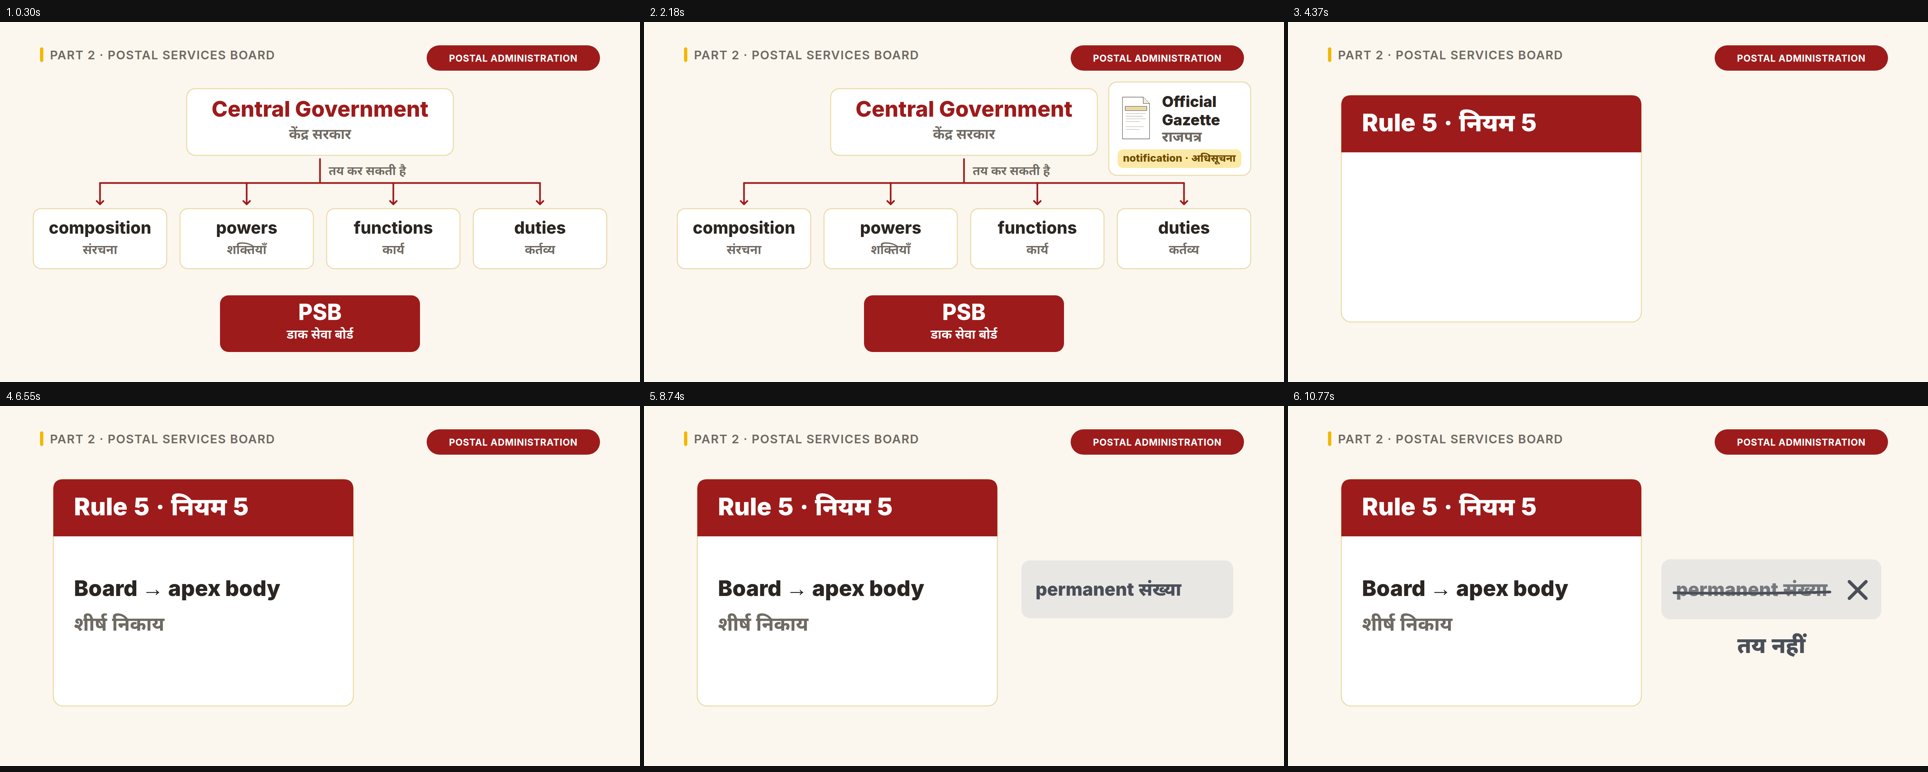 1. 0.30s
PART 2 · POSTAL SERVICES BOARD
POSTAL ADMINISTRATION
Central Government
केंद्र सरकार
तय कर सकती है
composition
संरचना
powers
शक्तियाँ
functions
कार्य
duties
कर्तव्य
PSB
डाक सेवा बोर्ड
2. 2.18s
PART 2 · POSTAL SERVICES BOARD
POSTAL ADMINISTRATION
Central Government
केंद्र सरकार
Official
Gazette
राजपत्र
notification · अधिसूचना
तय कर सकती है
composition
संरचना
powers
शक्तियाँ
functions
कार्य
duties
कर्तव्य
PSB
डाक सेवा बोर्ड
3. 4.37s
PART 2 · POSTAL SERVICES BOARD
POSTAL ADMINISTRATION
Rule 5 · नियम 5
4. 6.55s
PART 2 · POSTAL SERVICES BOARD
POSTAL ADMINISTRATION
Rule 5 · नियम 5
Board → apex body
शीर्ष निकाय
5. 8.74s
PART 2 · POSTAL SERVICES BOARD
POSTAL ADMINISTRATION
Rule 5 · नियम 5
Board → apex body
शीर्ष निकाय
permanent संख्या
6. 10.77s
PART 2 · POSTAL SERVICES BOARD
POSTAL ADMINISTRATION
Rule 5 · नियम 5
Board → apex body
शीर्ष निकाय
permanent संख्या
तय नहीं